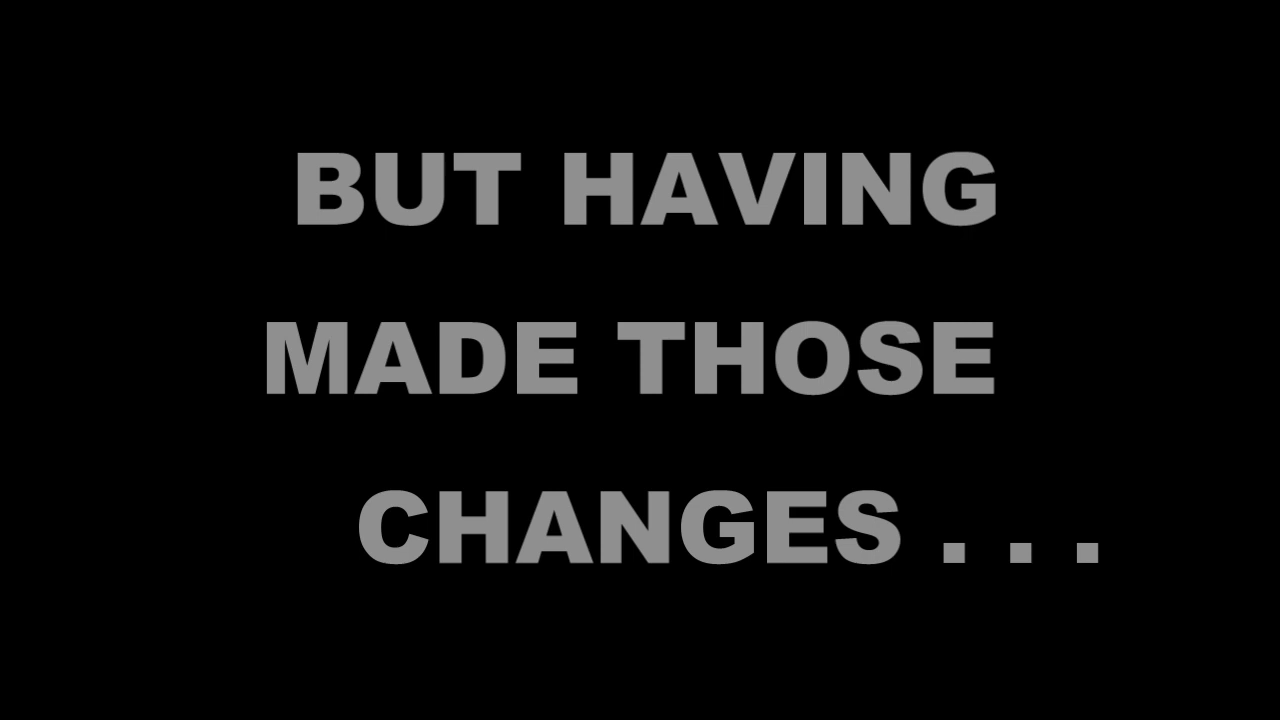 BUT HAVING
MADE THOSE
CHANGES . . .